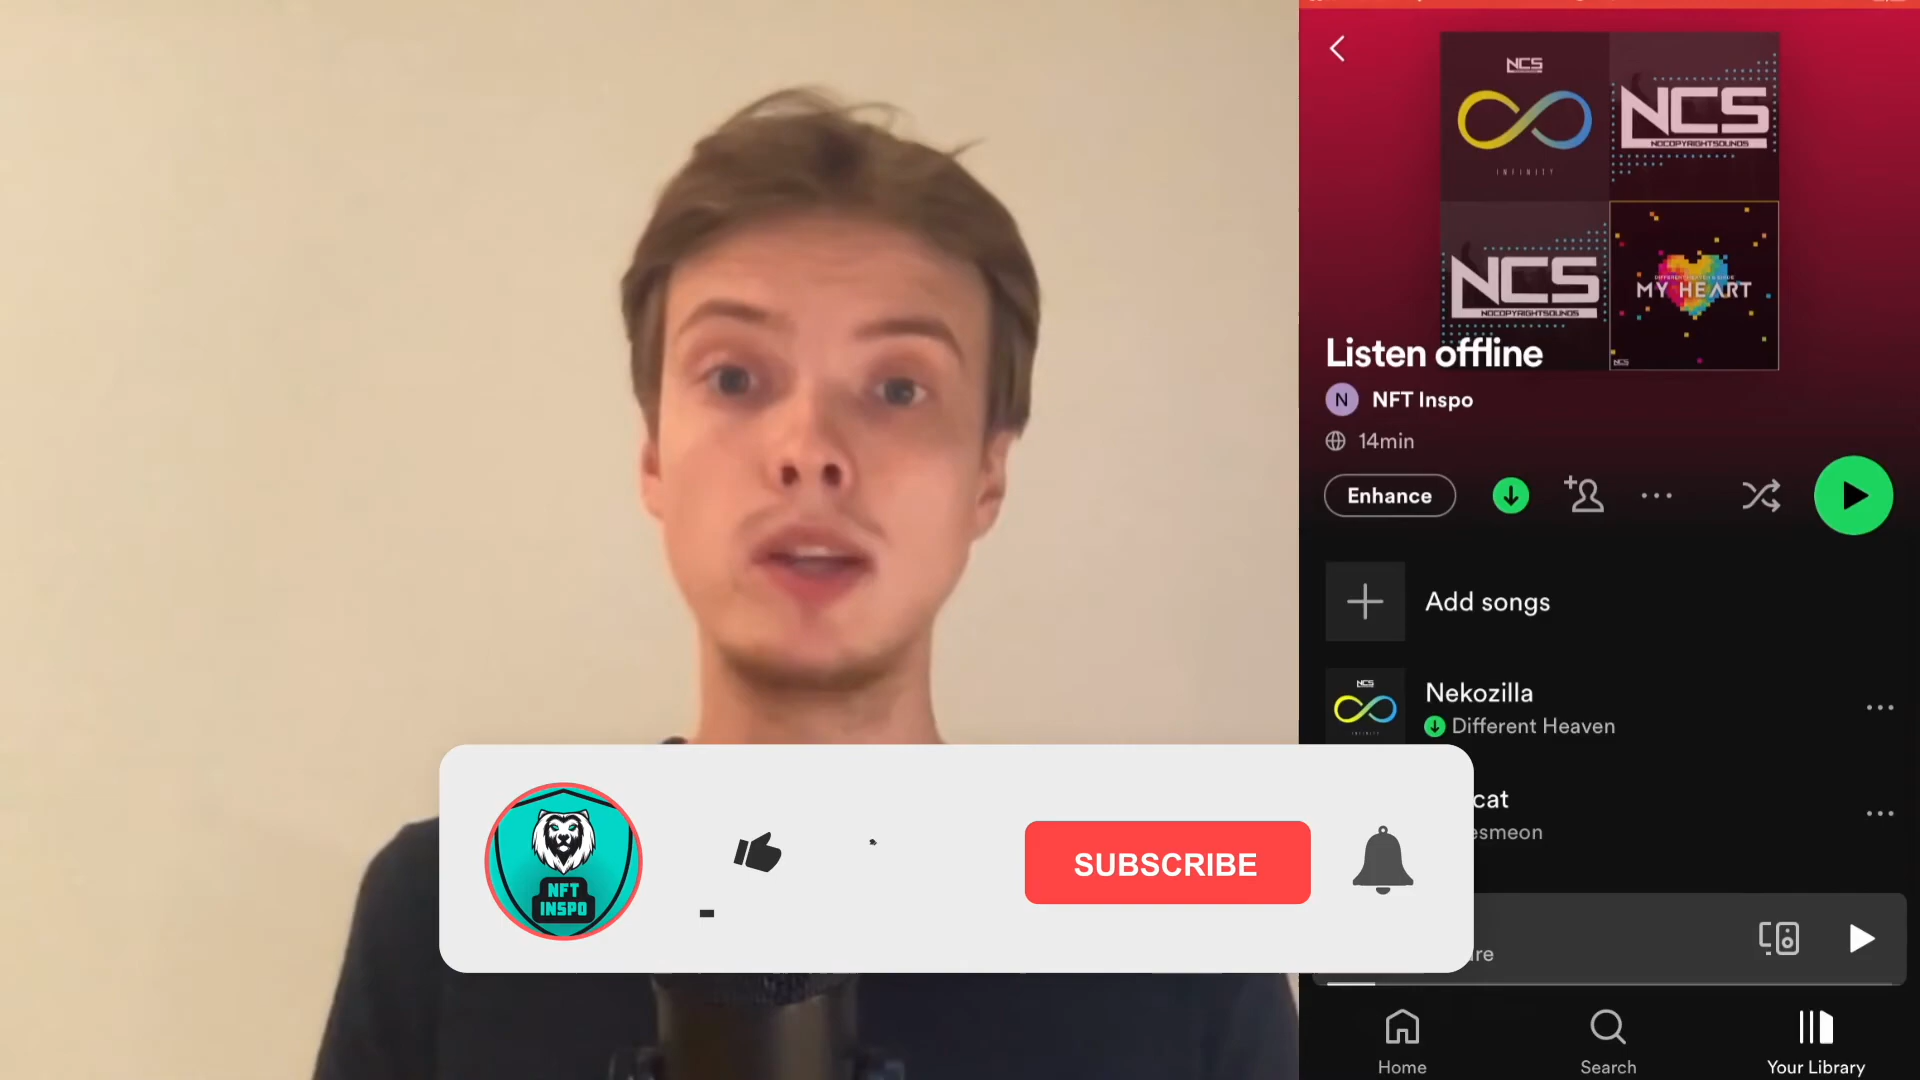 NCS
INFINITY
NCS
NOCOPYRIGHTSOUNDS
NCS
NOCOPYRIGHTSOUNDS
MY HEART
NCS
Listen offline
N
NFT Inspo
14min
Enhance
Add songs
NCS
Nekozilla
Different Heaven
cat
esmeon
NFT
INSPO
SUBSCRIBE
re
Home
Search
Your Library